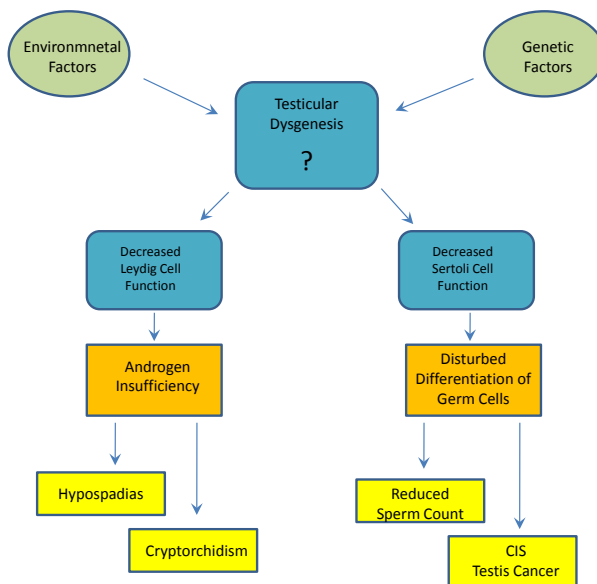 Environmnetal
Factors
Genetic
Factors
Testicular
Dysgenesis
?
Decreased
Leydig Cell
Function
Decreased
Sertoli Cell
Function
Androgen
Insufficiency
Disturbed
Differentiation of
Germ Cells
Hypospadias
Cryptorchidism
Reduced
Sperm Count
CIS
Testis Cancer